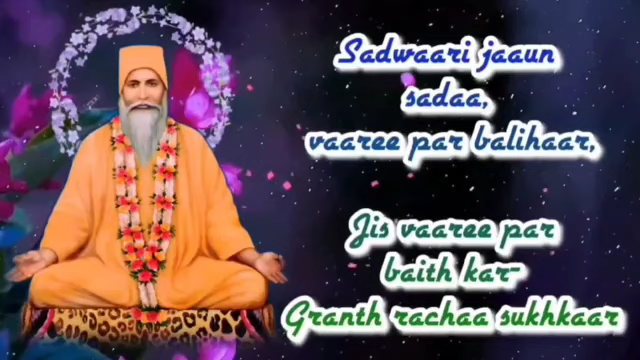 Sadwaari jaaun
sadaa,
vaaree par balihaar,
Jis vaaree par
baith kar-
Granth rachaa sukhkaar